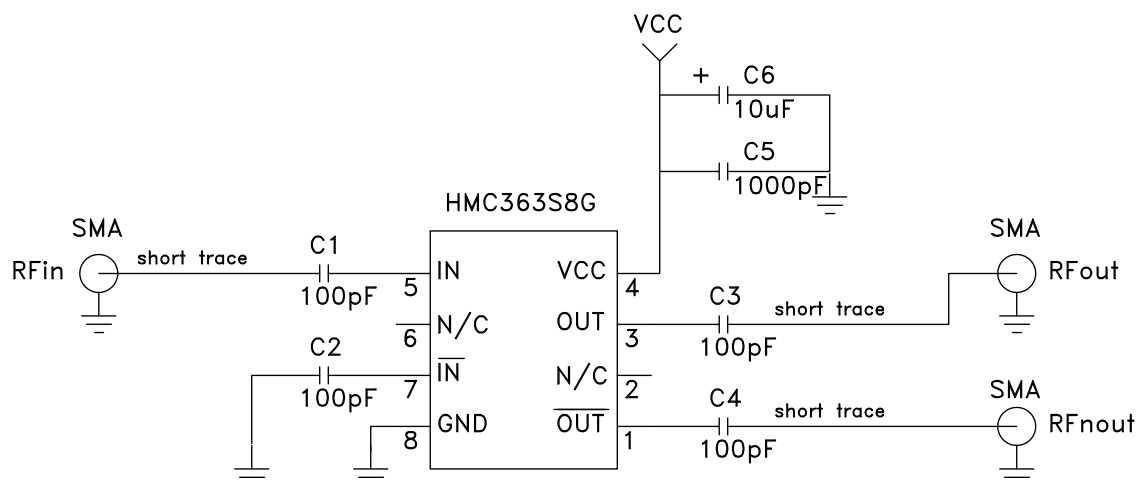 VCC
+ C6
10uF
C5
1000pF
HMC363S8G
SMA
RFin
short trace
C1
100pF
5
IN
6
N/C
C2
100pF
7
IN
8
GND
VCC
4
OUT
3
N/C
2
OUT
1
C3
100pF
short trace
SMA
RFout
C4
100pF
short trace
SMA
RFnout